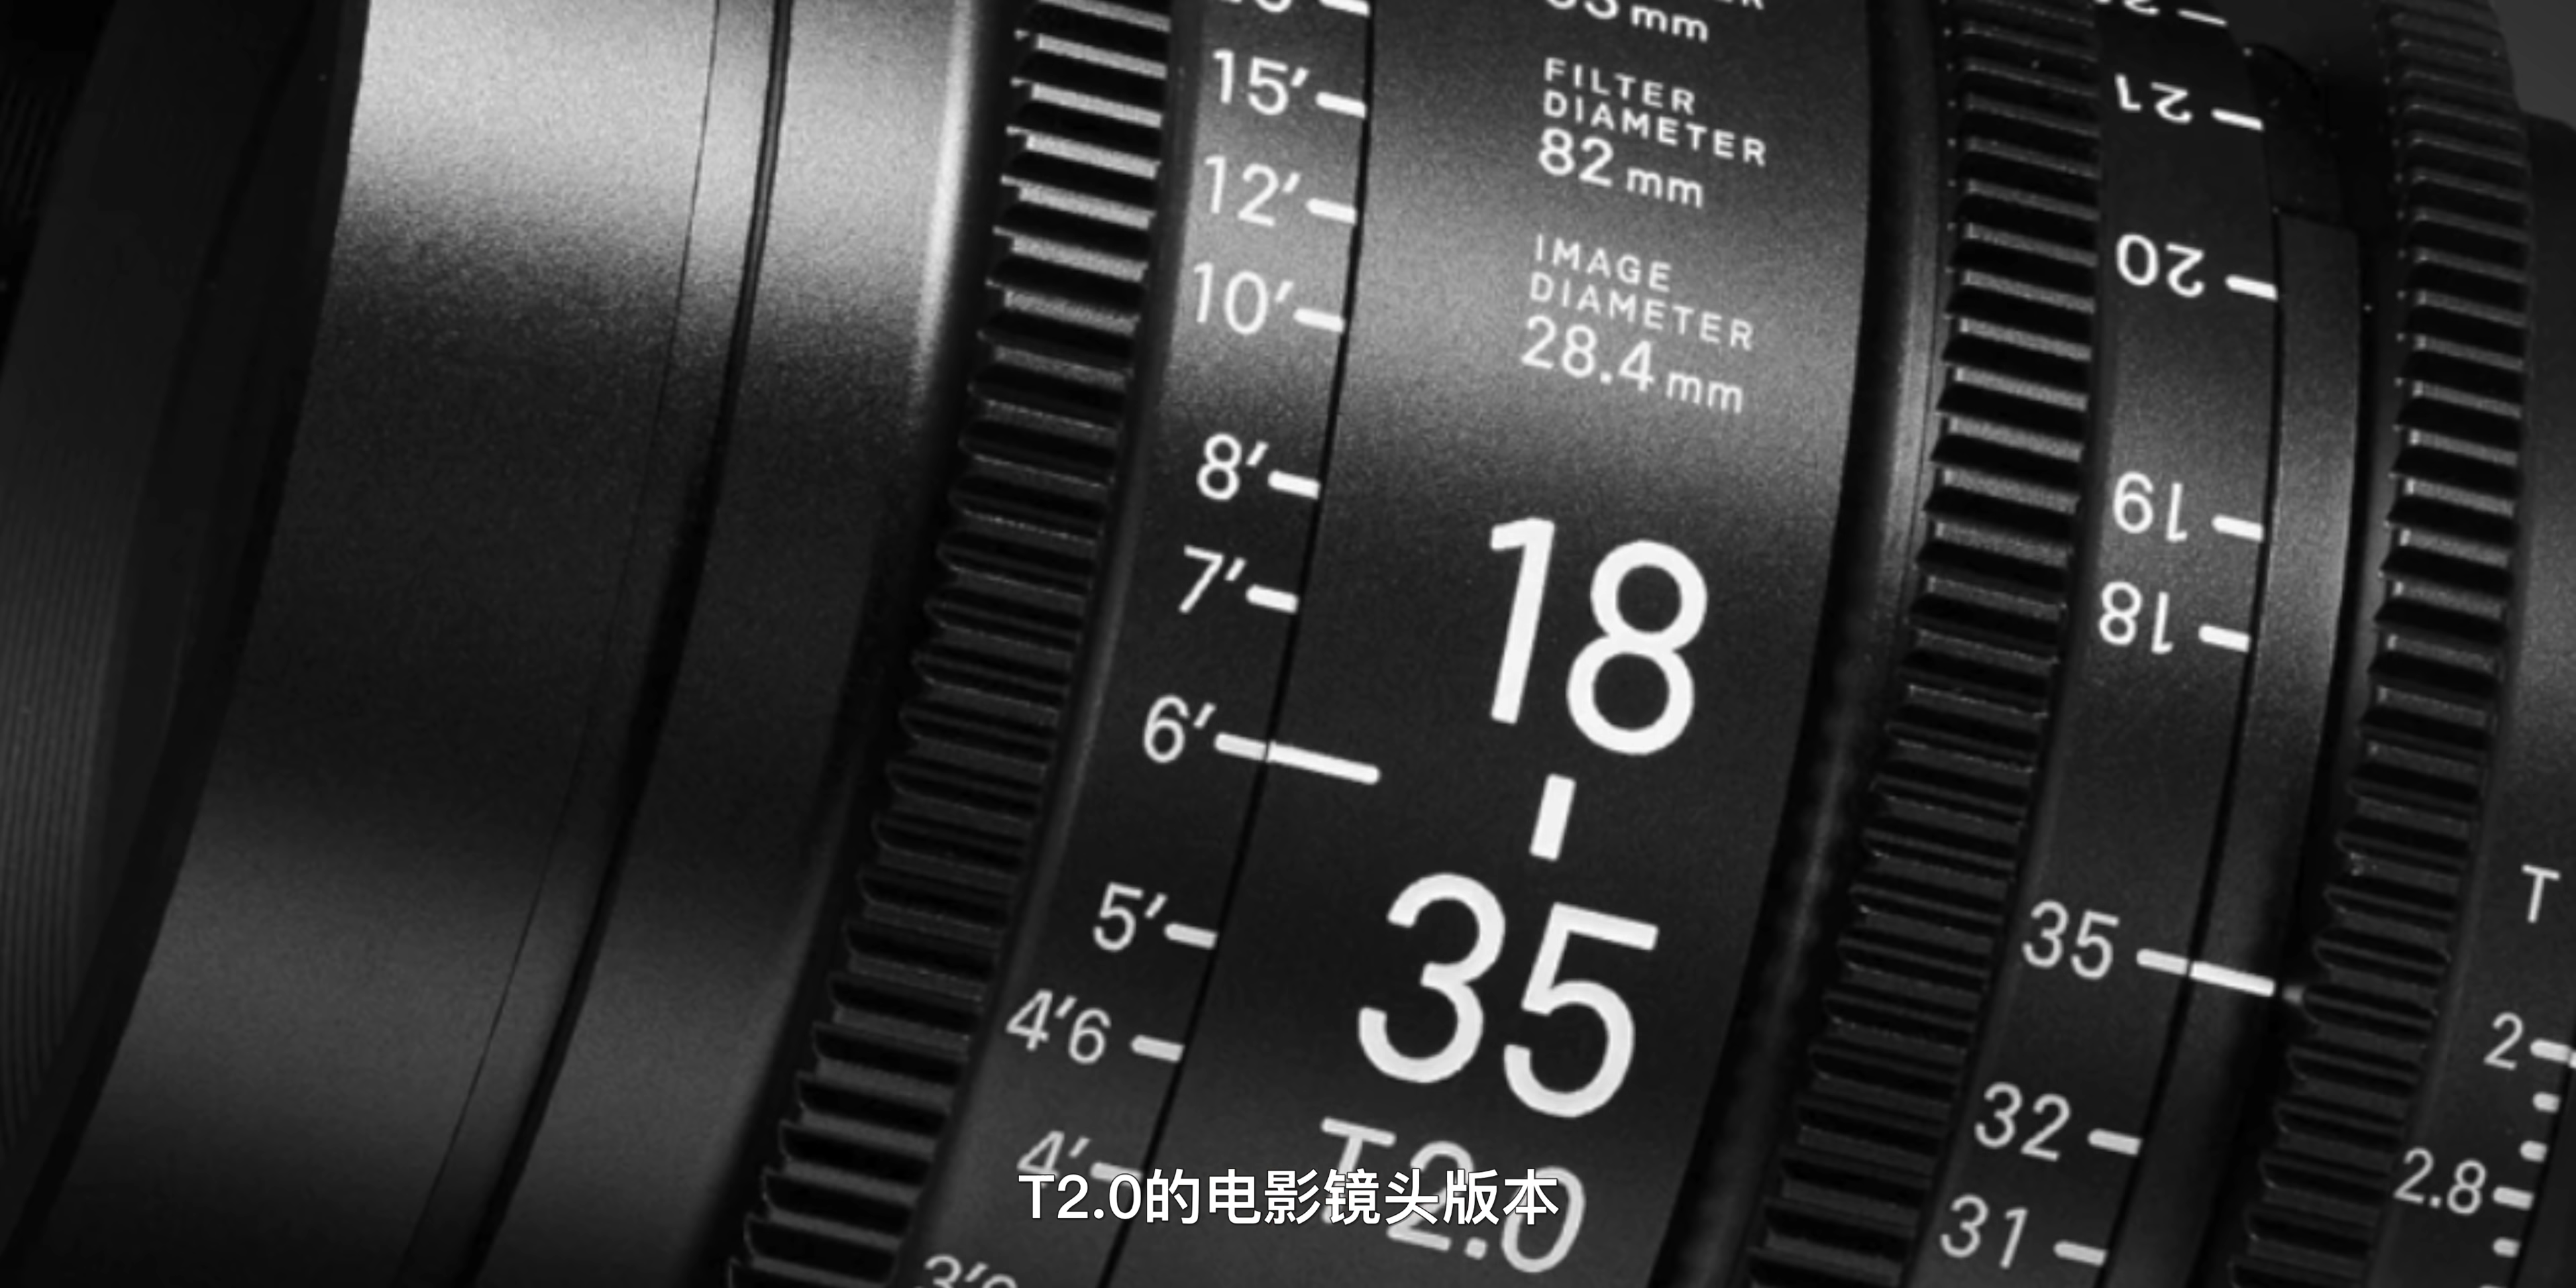 15′
12′
10′
8′
7′
6′
5′
4′6
4′
mm
FILTER
DIAMETER
82 mm
IMAGE
DIAMETER
28.4 mm
18
35
T2.0
21
20
19
18
35
32
31
T
2
2.8
T2.0的电影镜头版本